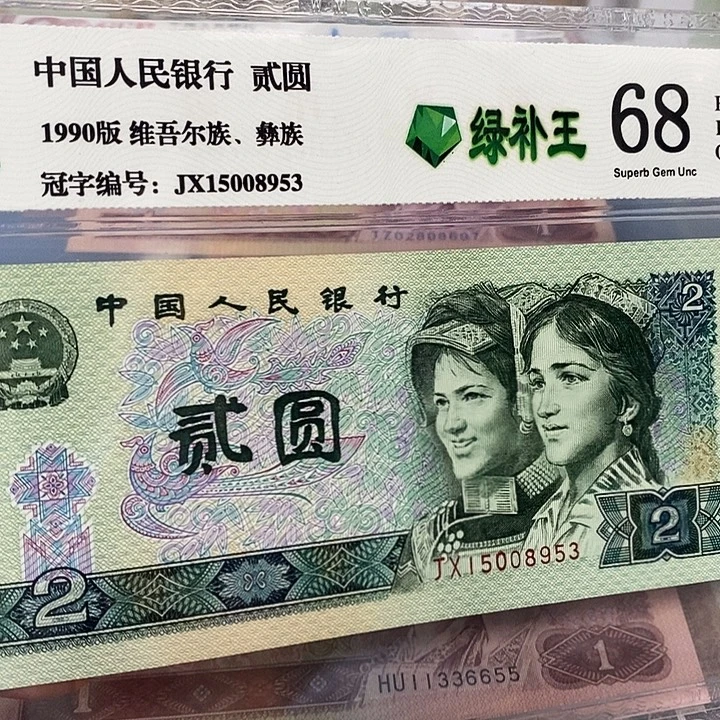 中国人民银行 贰圆
1990版 维吾尔族、彝族
冠字编号：JX15008953
绿补王
68
Superb Gem Unc
中国人民银行
2
贰圆
2
JX15008953
2
1
HU11336655